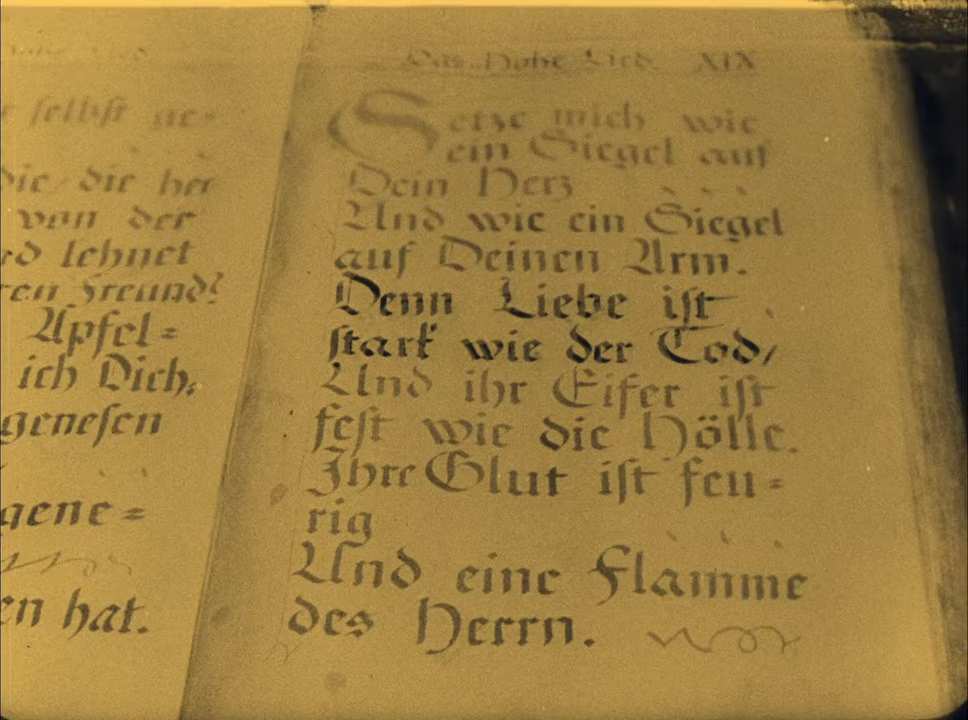 selbst ge=
die die her
von der
lehnet
Freund?
Apfel=
ich Dich,
genesen
gene=
hat.
Das Hohe Lied. XIX
Setze mich wie
ein Siegel auf
Dein Herz
Und wie ein Siegel
auf Deinen Arm.
Denn Liebe ist
stark wie der Tod,
Und ihr Eifer ist
fest wie die Hölle.
Ihre Glut ist feu=
rig
Und eine Flamme
des Herrn.